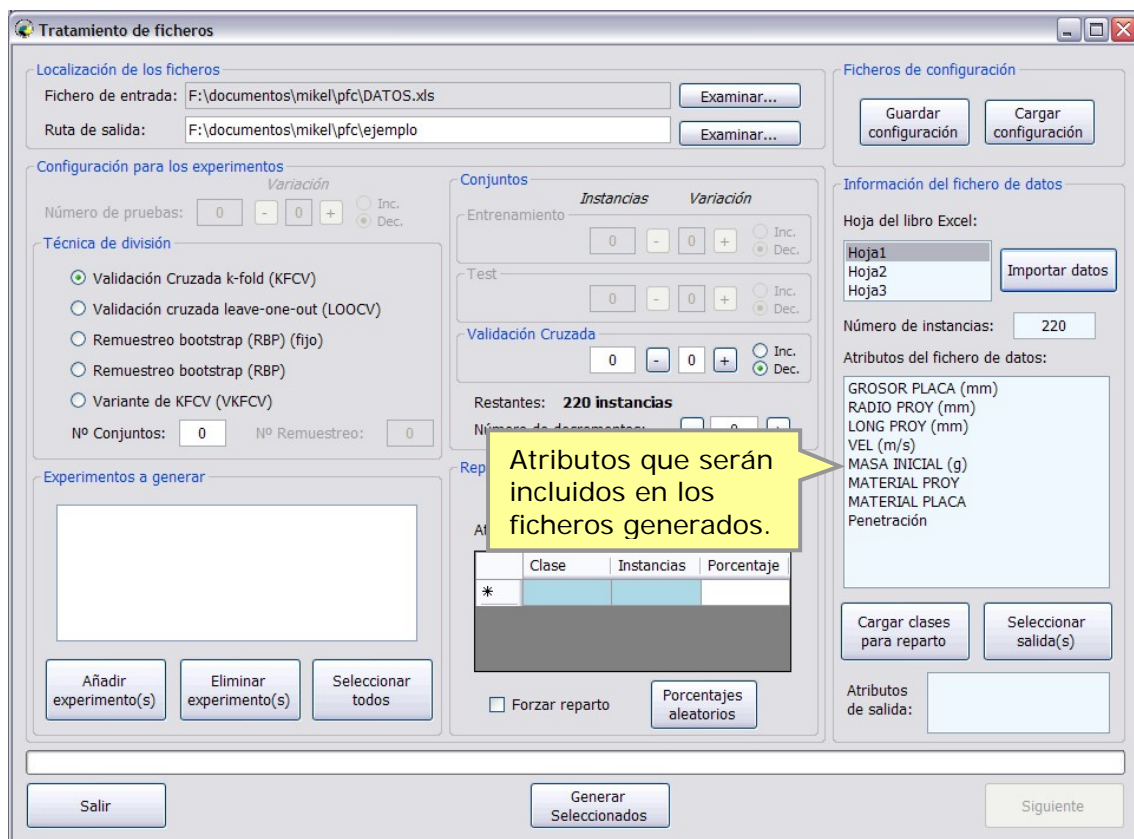 Tratamiento de ficheros
Localización de los ficheros
Fichero de entrada: F:\documentos\mikel\pfc\DATOS.xls Examinar...
Ruta de salida: F:\documentos\mikel\pfc\ejemplo Examinar...
Ficheros de configuración
Guardar configuración
Cargar configuración
Configuración para los experimentos
Variación
Número de pruebas: 0 - 0 + Inc.
Dec.
Técnica de división
Validación Cruzada k-fold (KFCV)
Validación cruzada leave-one-out (LOOCV)
Remuestreo bootstrap (RBP) (fijo)
Remuestreo bootstrap (RBP)
Variante de KFCV (VKFCV)
Nº Conjuntos: 0 Nº Remuestreo: 0
Conjuntos
Instancias Variación
Entrenamiento
0 - 0 + Inc.
Dec.
Test
0 - 0 + Inc.
Dec.
Validación Cruzada
0 - 0 + Inc.
Dec.
Restantes: 220 instancias
Información del fichero de datos
Hoja del libro Excel:
Hoja1
Hoja2
Hoja3
Importar datos
Número de instancias: 220
Atributos del fichero de datos:
GROSOR PLACA (mm)
RADIO PROY (mm)
LONG PROY (mm)
VEL (m/s)
MASA INICIAL (g)
MATERIAL PROY
MATERIAL PLACA
Penetración
Atributos que serán
incluidos en los
ficheros generados.
Experimentos a generar
Añadir experimento(s)
Eliminar experimento(s)
Seleccionar todos
Clase Instancias Porcentaje
*
Forzar reparto
Porcentajes aleatorios
Cargar clases para reparto
Seleccionar salida(s)
Atributos
de salida:
Salir
Generar Seleccionados
Siguiente